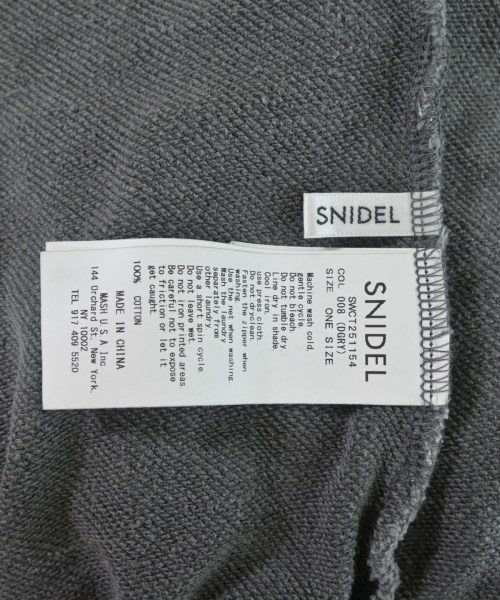 SNIDEL
SNIDEL
SWCT251154
COL 008 (DGRY)
SIZE ONE SIZE
Machine wash cold,
gentle cycle.
Do not bleach.
Do not tumble dry.
Line dry in shade.
Cool iron,
use press cloth.
Do not dryclean.
Fasten the zipper when
washing.
Use the net when washing.
Wash the laundry
separately from
other laundry.
Use a short spin cycle.
Do not leave wet.
Do not iron printed areas.
Be careful not to expose
to friction or let it
get caught.
100% COTTON
MADE IN CHINA
MASH U.S.A Inc
144 Orchard St. New York,
NY 10002
TEL 917 409 5520